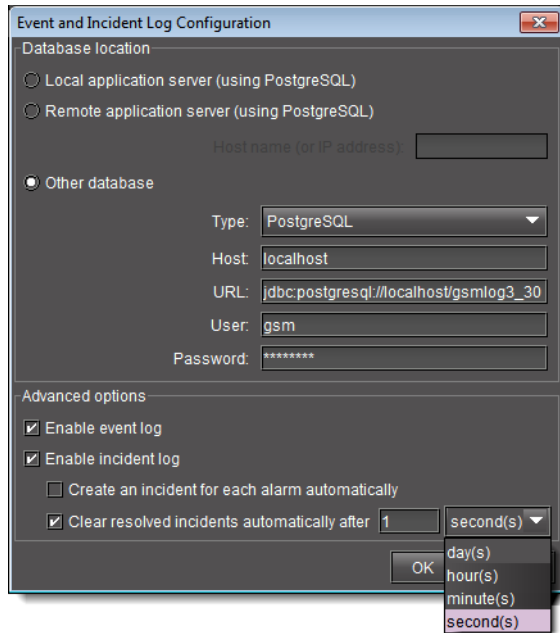 Event and Incident Log Configuration
Database location
Local application server (using PostgreSQL)
Remote application server (using PostgreSQL)
Host name (or IP address):
Other database
Type: PostgreSQL
Host: localhost
URL: jdbc:postgresql://localhost/gsmlog3_30
User: gsm
Password: ********
Advanced options
Enable event log
Enable incident log
Create an incident for each alarm automatically
Clear resolved incidents automatically after 1 second(s)
day(s)
OK
hour(s)
minute(s)
second(s)